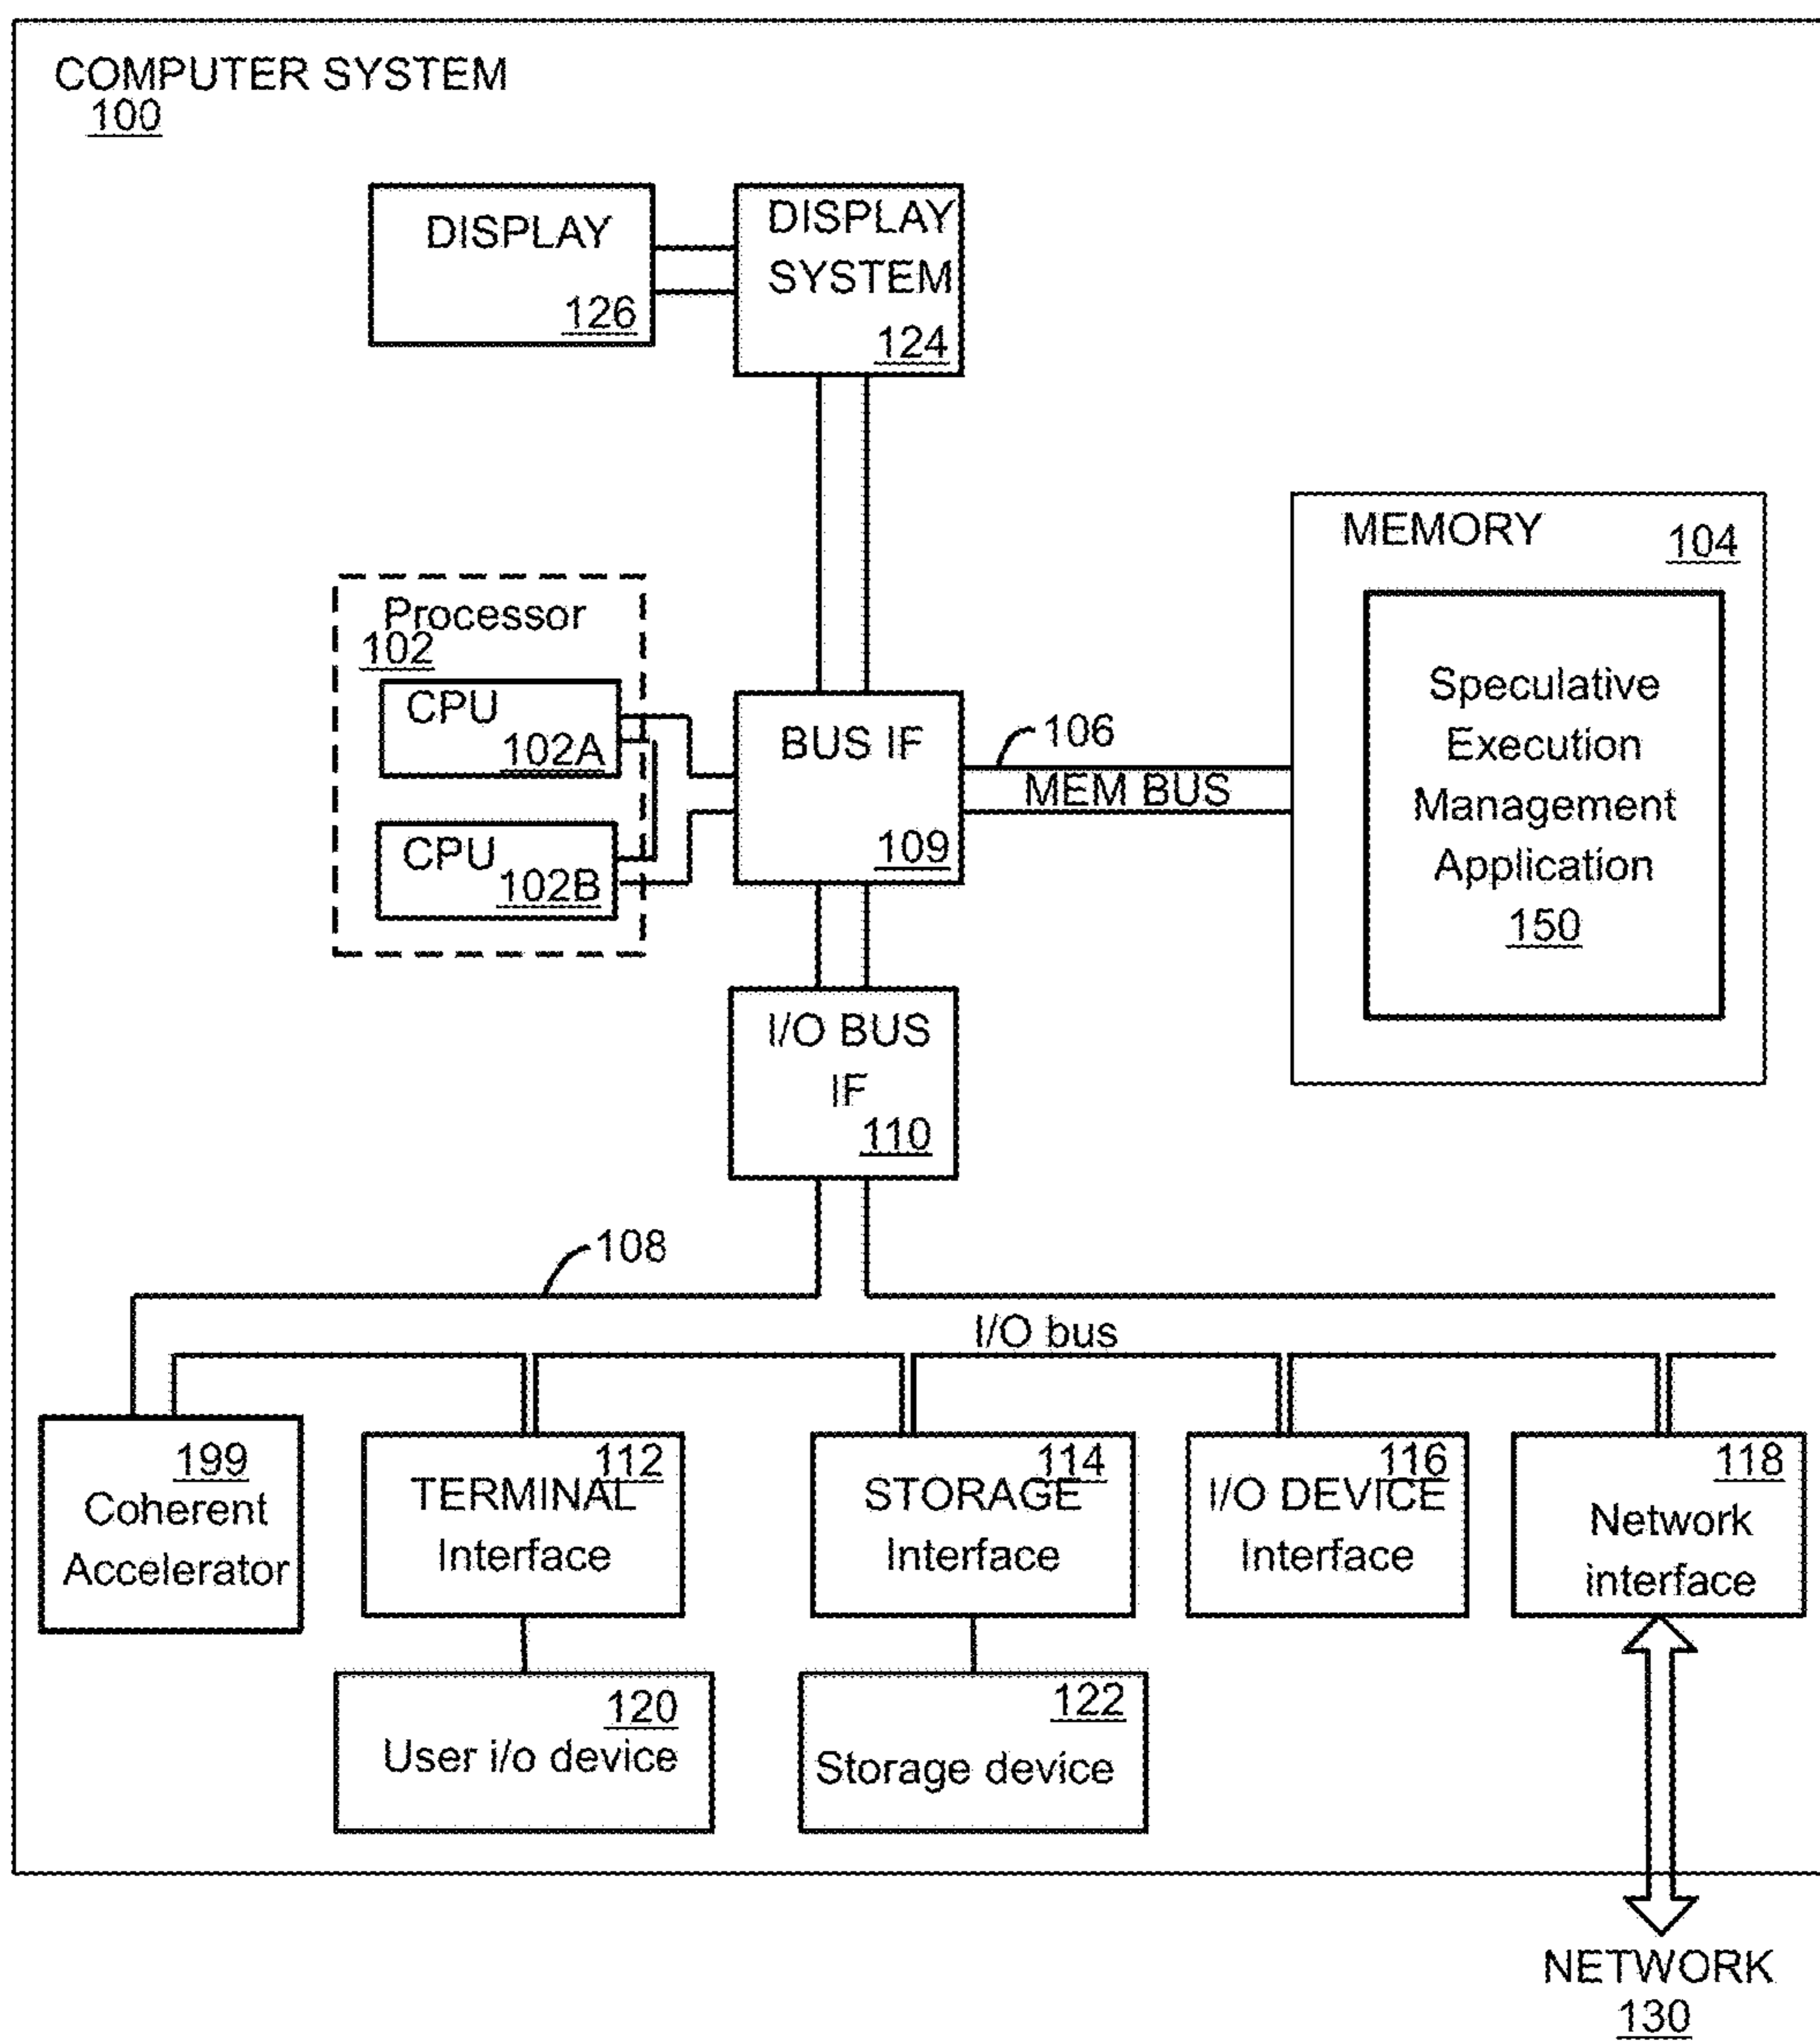 COMPUTER SYSTEM
100
DISPLAY
126
DISPLAY
SYSTEM
124
MEMORY
104
Speculative
Execution
Management
Application
150
Processor
102
CPU
102A
CPU
102B
BUS IF
109
106
MEM BUS
I/O BUS
IF
110
108
I/O bus
199
Coherent
Accelerator
112
TERMINAL
Interface
114
STORAGE
Interface
116
I/O DEVICE
Interface
118
Network
interface
120
User i/o device
122
Storage device
NETWORK
130